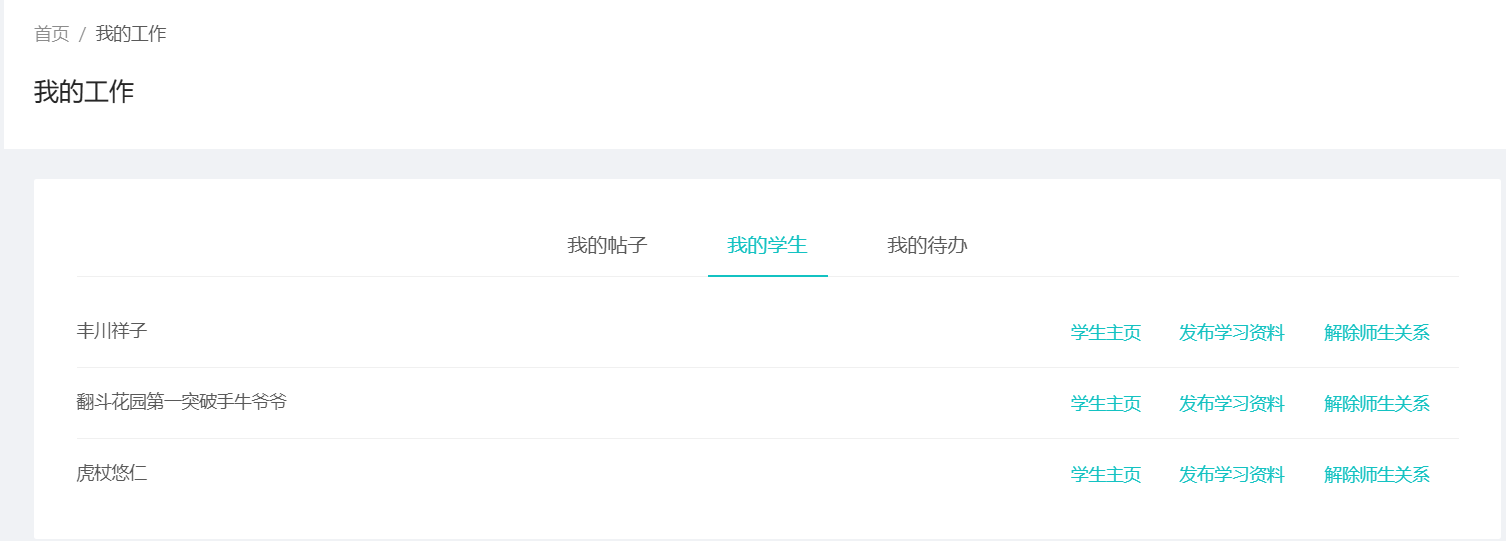 首页 / 我的工作
我的工作
我的帖子 我的学生 我的待办
丰川祥子 学生主页 发布学习资料 解除师生关系
翻斗花园第一突破手牛爷爷 学生主页 发布学习资料 解除师生关系
虎杖悠仁 学生主页 发布学习资料 解除师生关系